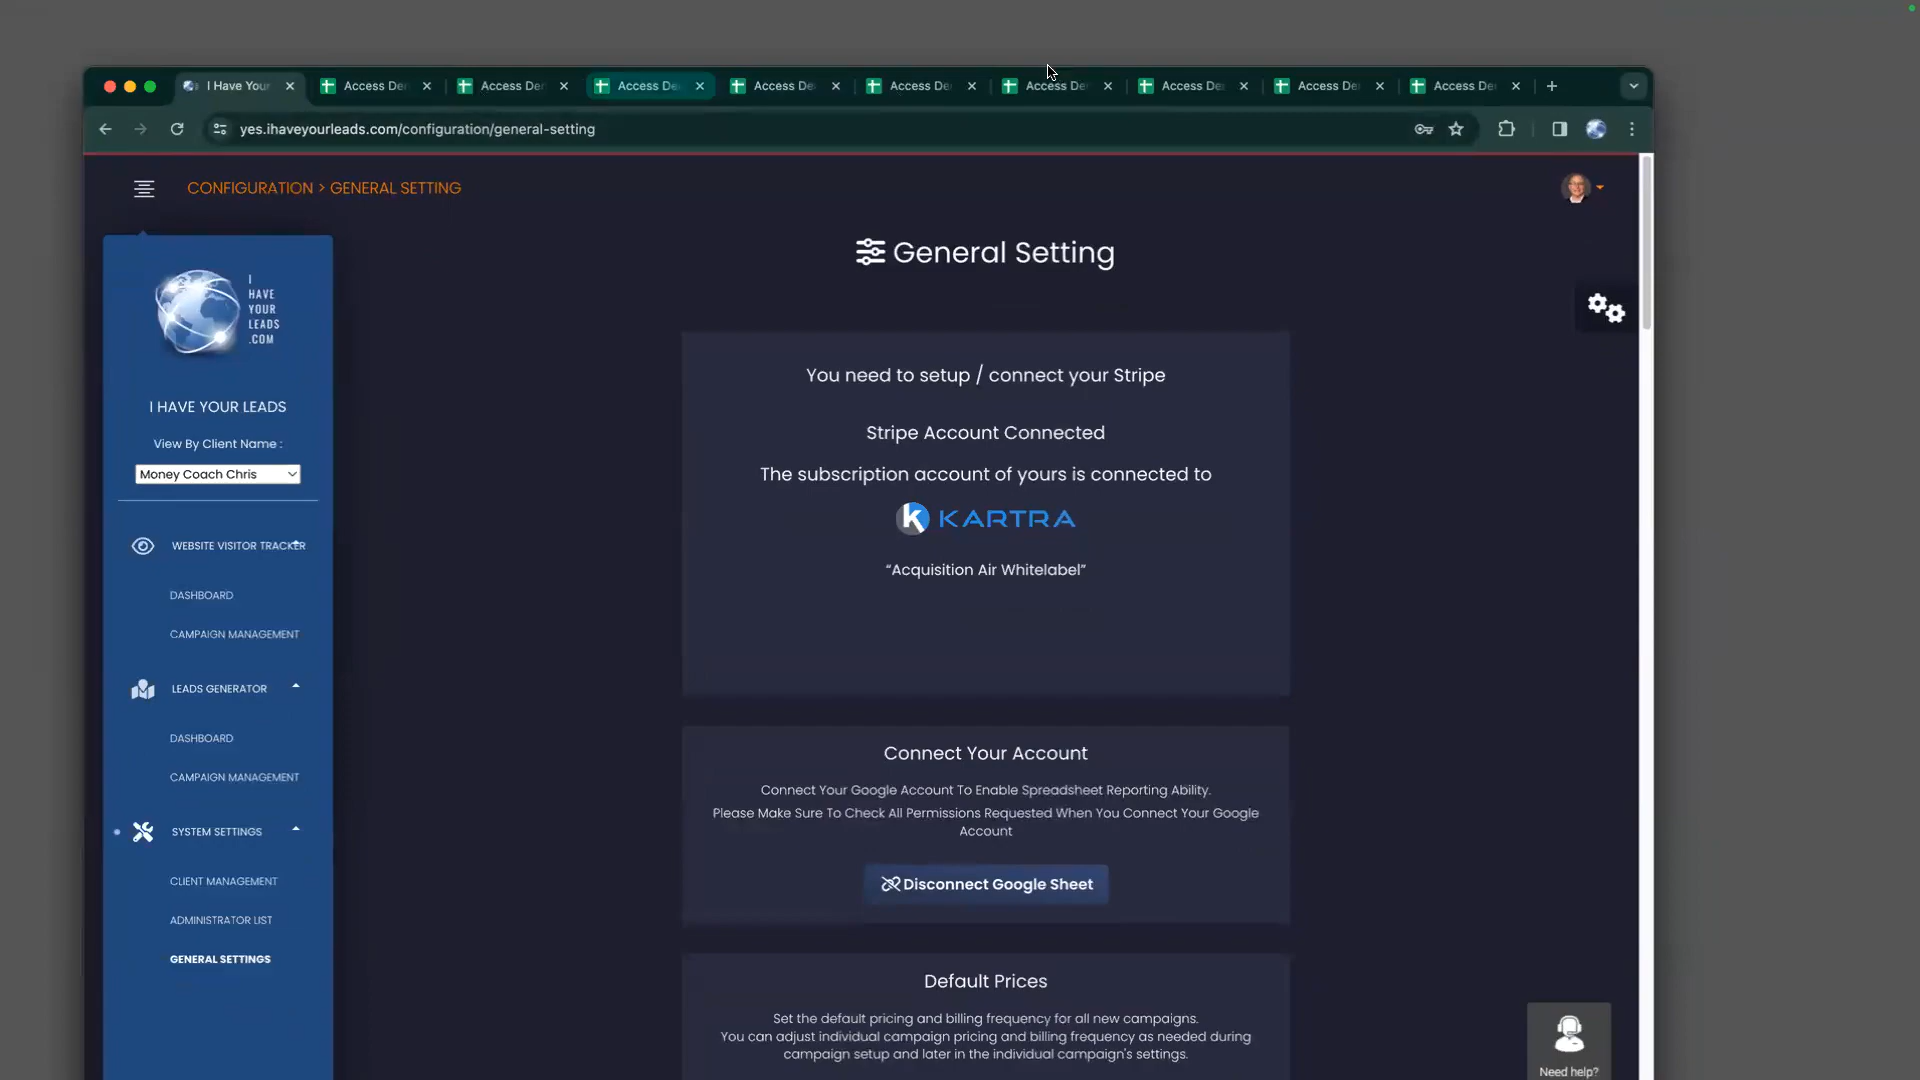 I Have Your
Access De
Access De
Access De
Access De
Access De
Access De
Access De
Access De
Access De
yes.ihaveyourleads.com/configuration/general-setting
CONFIGURATION > GENERAL SETTING
General Setting
I
HAVE
YOUR
LEADS
.COM
I HAVE YOUR LEADS
View By Client Name :
Money Coach Chris
WEBSITE VISITOR TRACKER
DASHBOARD
CAMPAIGN MANAGEMENT
LEADS GENERATOR
DASHBOARD
CAMPAIGN MANAGEMENT
SYSTEM SETTINGS
CLIENT MANAGEMENT
ADMINISTRATOR LIST
GENERAL SETTINGS
You need to setup / connect your Stripe
Stripe Account Connected
The subscription account of yours is connected to
KARTRA
“Acquisition Air Whitelabel”
Connect Your Account
Connect Your Google Account To Enable Spreadsheet Reporting Ability.
Please Make Sure To Check All Permissions Requested When You Connect Your Google
Account
Disconnect Google Sheet
Default Prices
Set the default pricing and billing frequency for all new campaigns.
You can adjust individual campaign pricing and billing frequency as needed during
campaign setup and later in the individual campaign's settings.
Need help?